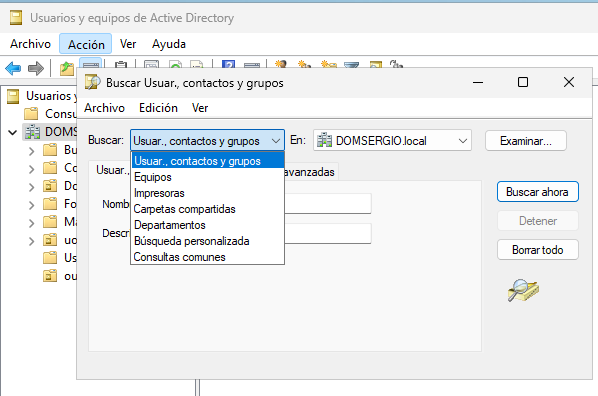 Usuarios y equipos de Active Directory
Archivo Acción Ver Ayuda
Buscar Usuar., contactos y grupos
Usuarios y
Consu
DOMS
Bu
Co
Do
Fo
Ma
uo
Us
ou
Archivo Edición Ver
Buscar: Usuar., contactos y grupos En: DOMSERGIO.local Examinar...
Usuar., contactos y grupos
Equipos
Impresoras
Carpetas compartidas
Departamentos
Búsqueda personalizada
Consultas comunes
Usuar., avanzadas
Nomb
Descr
Buscar ahora
Detener
Borrar todo